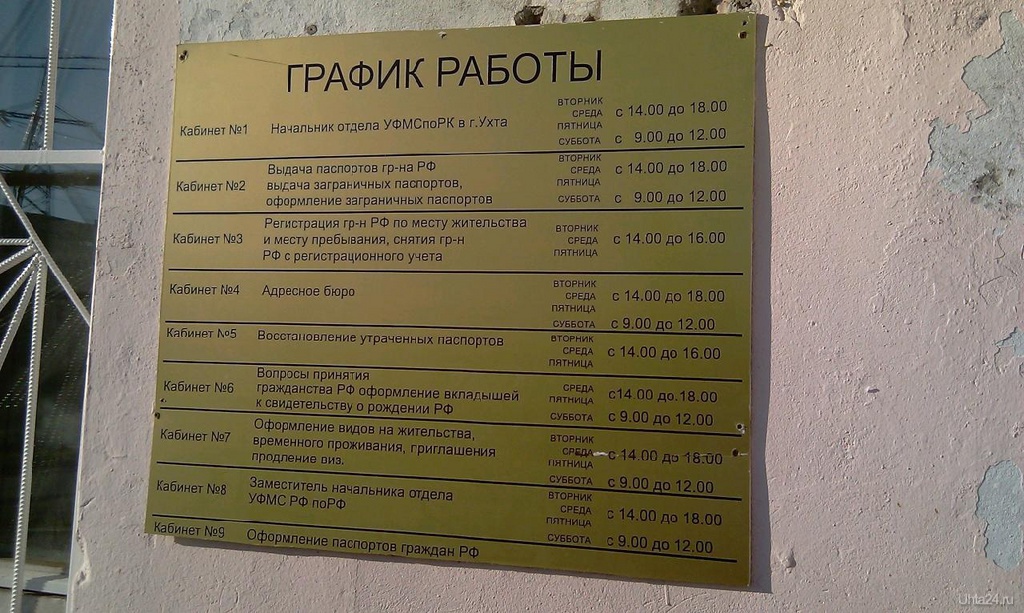 ГРАФИК РАБОТЫ
Кабинет №1 Начальник отдела УФМСпоРК в г.Ухта
ВТОРНИК
СРЕДА
ПЯТНИЦА
с 14.00 до 18.00
СУББОТА с 9.00 до 12.00
Кабинет №2
Выдача паспортов гр-на РФ
выдача заграничных паспортов,
оформление заграничных паспортов
ВТОРНИК
СРЕДА
ПЯТНИЦА
с 14.00 до 18.00
СУББОТА с 9.00 до 12.00
Кабинет №3
Регистрация гр-н РФ по месту жительства
и месту пребывания, снятия гр-н
РФ с регистрационного учета
ВТОРНИК
СРЕДА
ПЯТНИЦА
с 14.00 до 16.00
Кабинет №4 Адресное бюро
ВТОРНИК
СРЕДА
ПЯТНИЦА
с 14.00 до 18.00
СУББОТА с 9.00 до 12.00
Кабинет №5 Восстановление утраченных паспортов
ВТОРНИК
СРЕДА
ПЯТНИЦА
с 14.00 до 16.00
Кабинет №6
Вопросы принятия
гражданства РФ оформление вкладышей
к свидетельству о рождении РФ
СРЕДА
ПЯТНИЦА
с14.00 до.18.00
СУББОТА с 9.00 до 12.00
Кабинет №7
Оформление видов на жительства,
временного проживания, григлашения
продление виз.
ВТОРНИК
СРЕДА
ПЯТНИЦА
с 14.00 до 18.00
СУББОТА с 9.00 до 12.00
Кабинет №8
Заместитель начальника отдела
УФМС РФ поРФ
ВТОРНИК
СРЕДА
ПЯТНИЦА
с 14.00 до 18.00
СУББОТА с 9.00 до 12.00
Кабинет №9 Оформление паспортов граждан РФ
Uhta24.ru